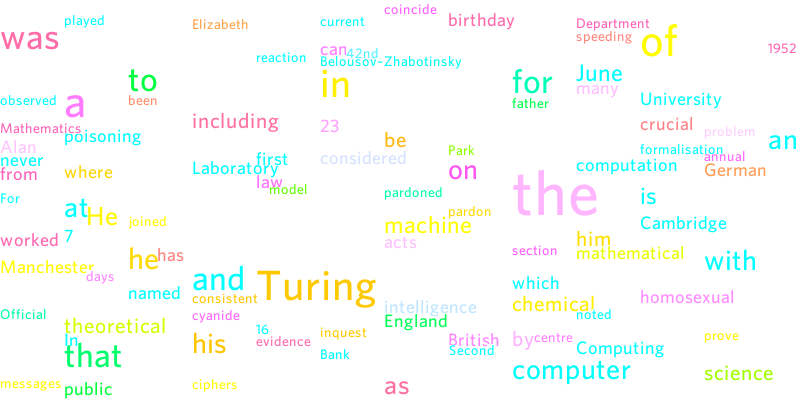 coincide
played Elizabeth current birthday Department
was can 42nd speeding of 1952
reaction Belousov–Zhabotinsky
to in for June
many
observed a been father University
Mathematics including 23 crucial problem
poisoning be formalisation an
Alan Park
never first considered computation annual
from where Laboratory on German
law model
For pardoned the is
at He joined pardon
7 machine Cambridge
worked acts him
he has section mathematical with
Manchester
days and Turing which
named consistent homosexual
chemical
Official cyanide intelligence noted
theoretical 16 England
In his evidence inquest British by centre prove
that Bank Second Computing
computer science
messages public ciphers as